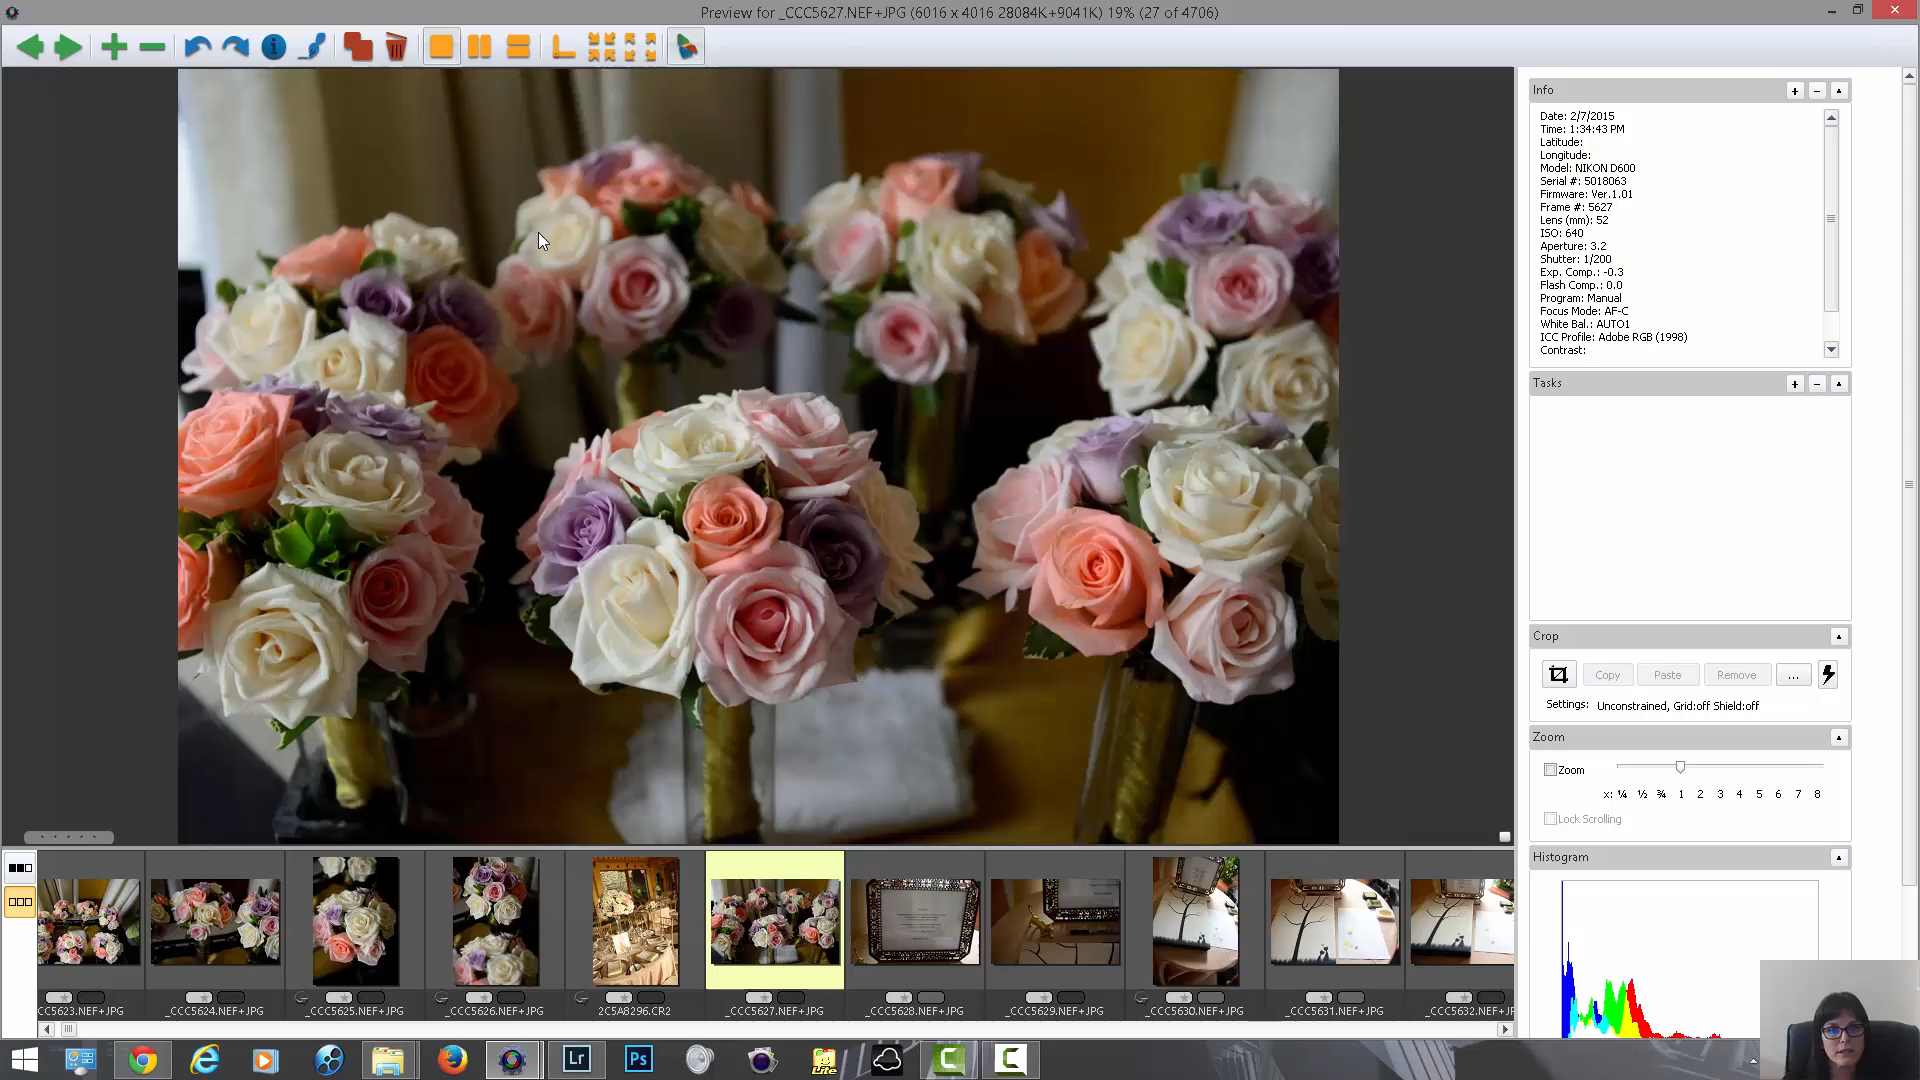 Preview for _CCC5627.NEF+JPG (6016 x 4016 28084K+9041K) 19% (27 of 4706)
Info
Date: 2/7/2015
Time: 1:34:43 PM
Latitude:
Longitude:
Model: NIKON D600
Serial #: 5018063
Firmware: Ver.1.01
Frame #: 5627
Lens (mm): 52
ISO: 640
Aperture: 3.2
Shutter: 1/200
Exp. Comp.: -0.3
Flash Comp.: 0.0
Program: Manual
Focus Mode: AF-C
White Bal.: AUTO1
ICC Profile: Adobe RGB (1998)
Contrast:
Tasks
Crop
Copy Paste Remove ...
Settings: Unconstrained, Grid:off Shield:off
Zoom
Zoom
x: ¼ ½ ¾ 1 2 3 4 5 6 7 8
Lock Scrolling
Histogram
CC5623.NEF+JPG _CCC5624.NEF+JPG _CCC5625.NEF+JPG _CCC5626.NEF+JPG 2C5A8296.CR2 _CCC5627.NEF+JPG _CCC5628.NEF+JPG _CCC5629.NEF+JPG _CCC5630.NEF+JPG _CCC5631.NEF+JPG _CCC5632.NEF+JP
Lr Ps Lite C C